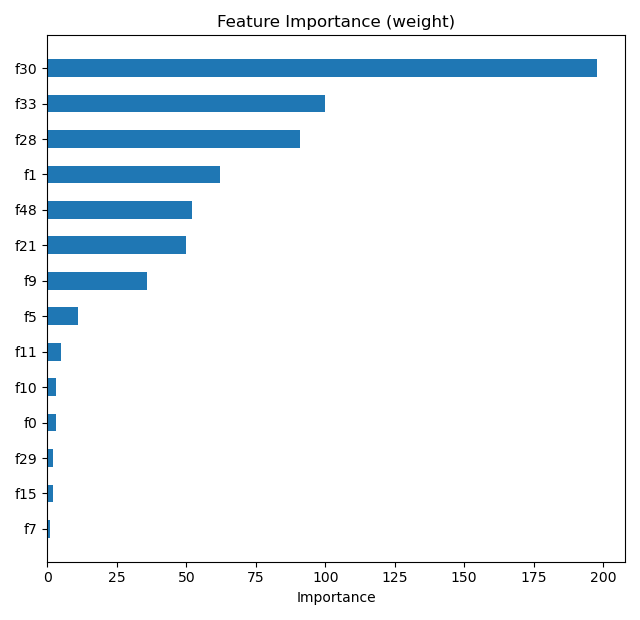 Feature Importance (weight)
f30
f33
f28
f1
f48
f21
f9
f5
f11
f10
f0
f29
f15
f7
0 25 50 75 100 125 150 175 200
Importance